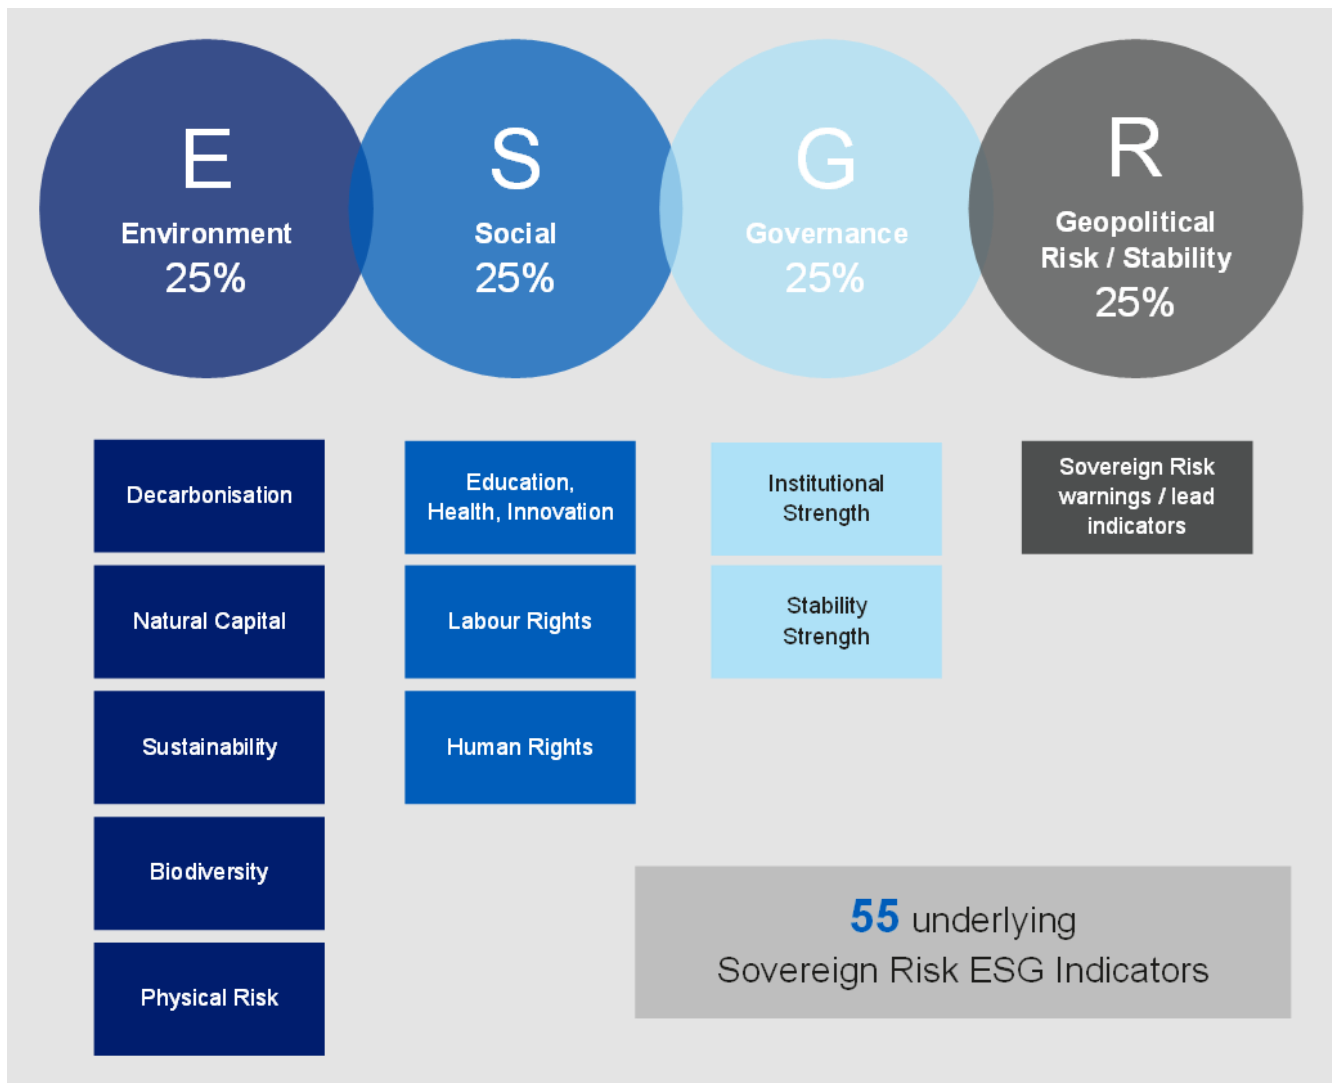 E
Environment
25%
S
Social
25%
G
Governance
25%
R
Geopolitical
Risk / Stability
25%
Decarbonisation
Natural Capital
Sustainability
Biodiversity
Physical Risk
Education,
Health, Innovation
Labour Rights
Human Rights
Institutional
Strength
Stability
Strength
Sovereign Risk
warnings / lead
indicators
55 underlying
Sovereign Risk ESG Indicators